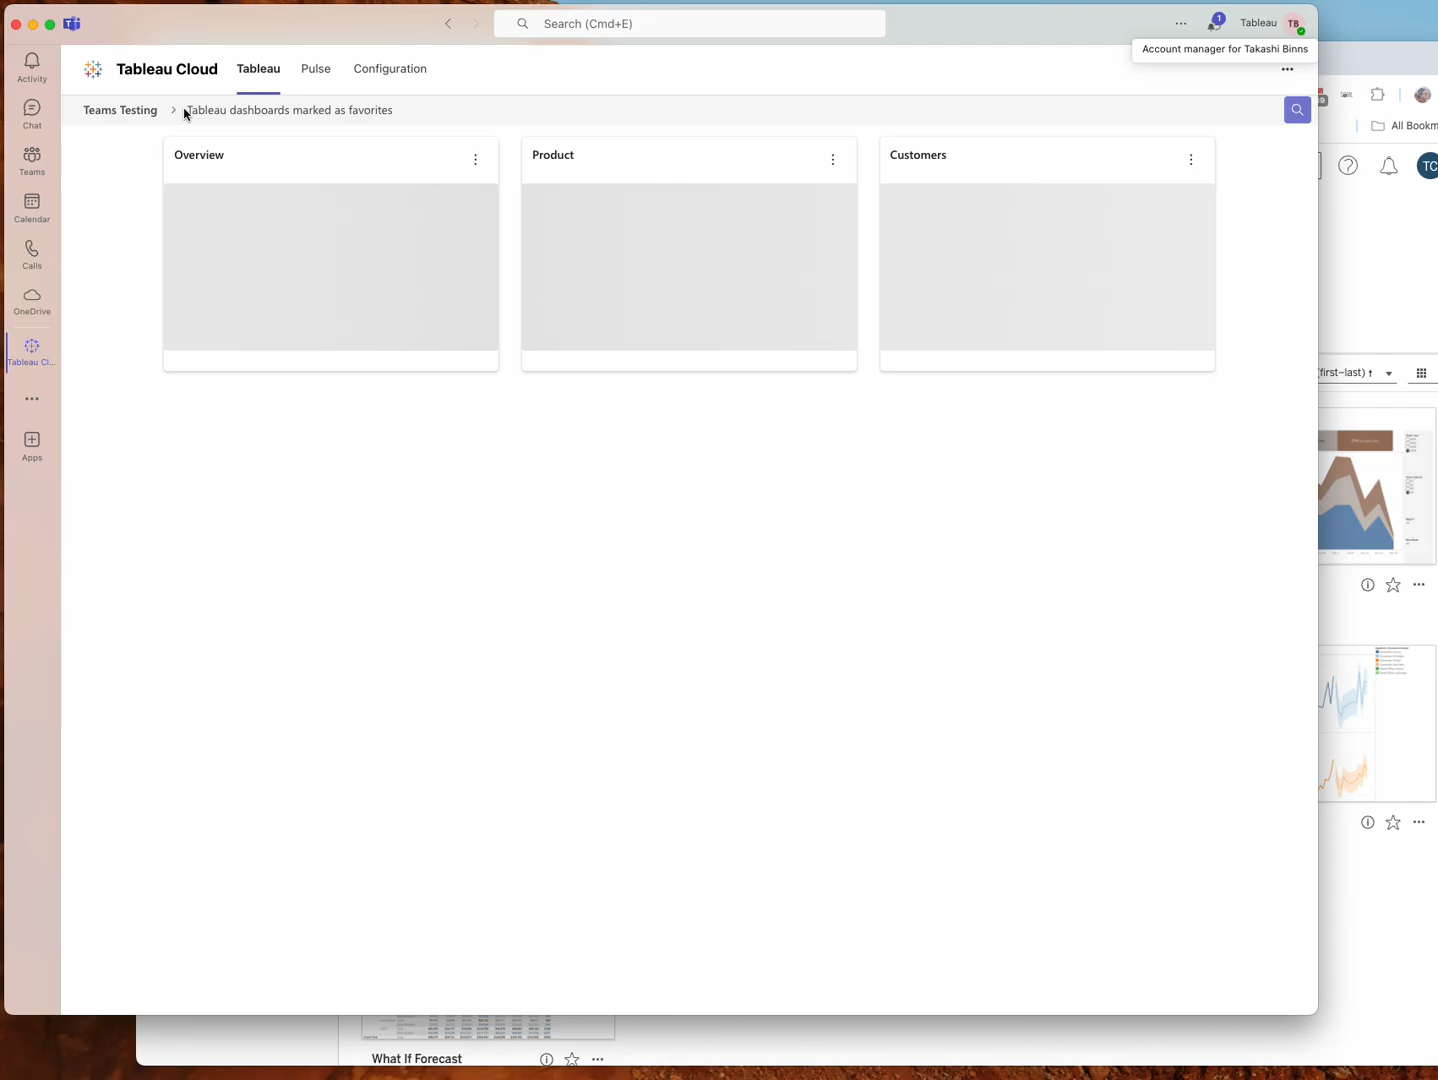 Search (Cmd+E)
1
Tableau
TB
Account manager for Takashi Binns
Activity
Chat
Teams
Calendar
Calls
OneDrive
Tableau Cl...
Apps
Tableau Cloud
Tableau
Pulse
Configuration
Teams Testing
Tableau dashboards marked as favorites
Overview
Product
Customers
All Bookm
TC
(first–last)
What If Forecast